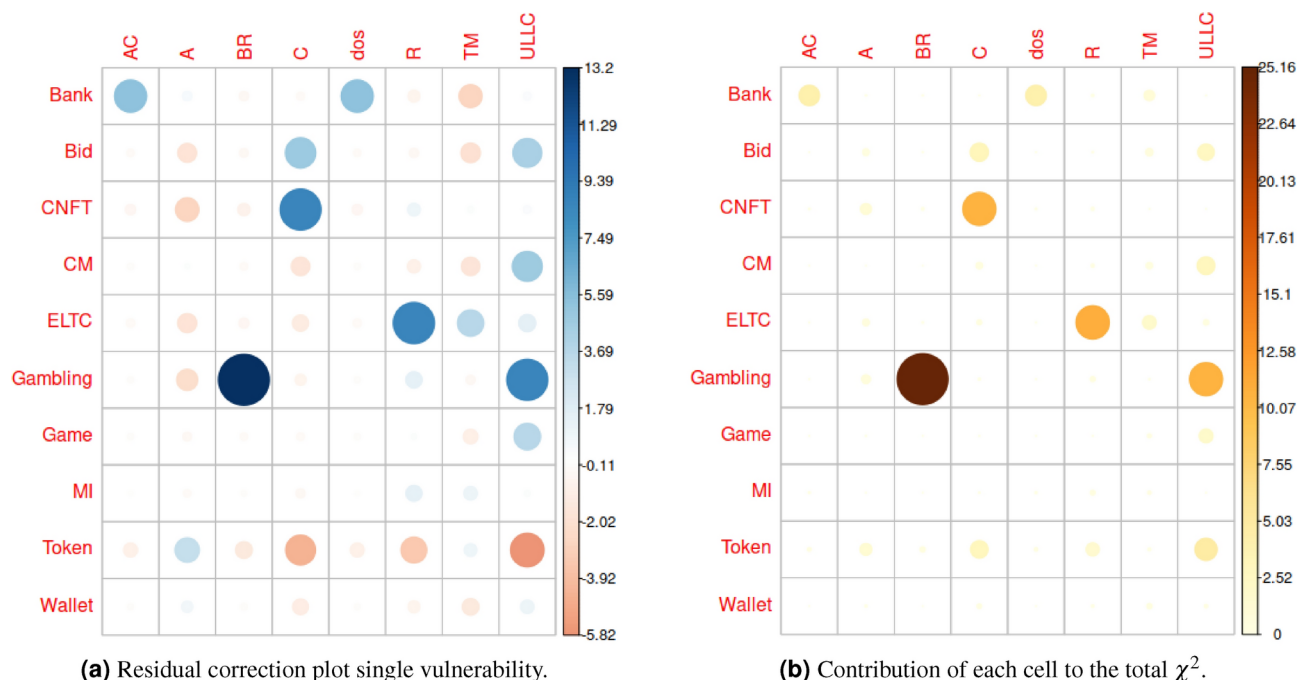 AC A BR C dos R TM ULLC
Bank
Bid
CNFT
CM
ELTC
Gambling
Game
MI
Token
Wallet
13.2
11.29
9.39
7.49
5.59
3.69
1.79
-0.11
-2.02
-3.92
-5.82
(a) Residual correction plot single vulnerability.
AC A BR C dos R TM ULLC
Bank
Bid
CNFT
CM
ELTC
Gambling
Game
MI
Token
Wallet
25.16
22.64
20.13
17.61
15.1
12.58
10.07
7.55
5.03
2.52
0
(b) Contribution of each cell to the total χ².